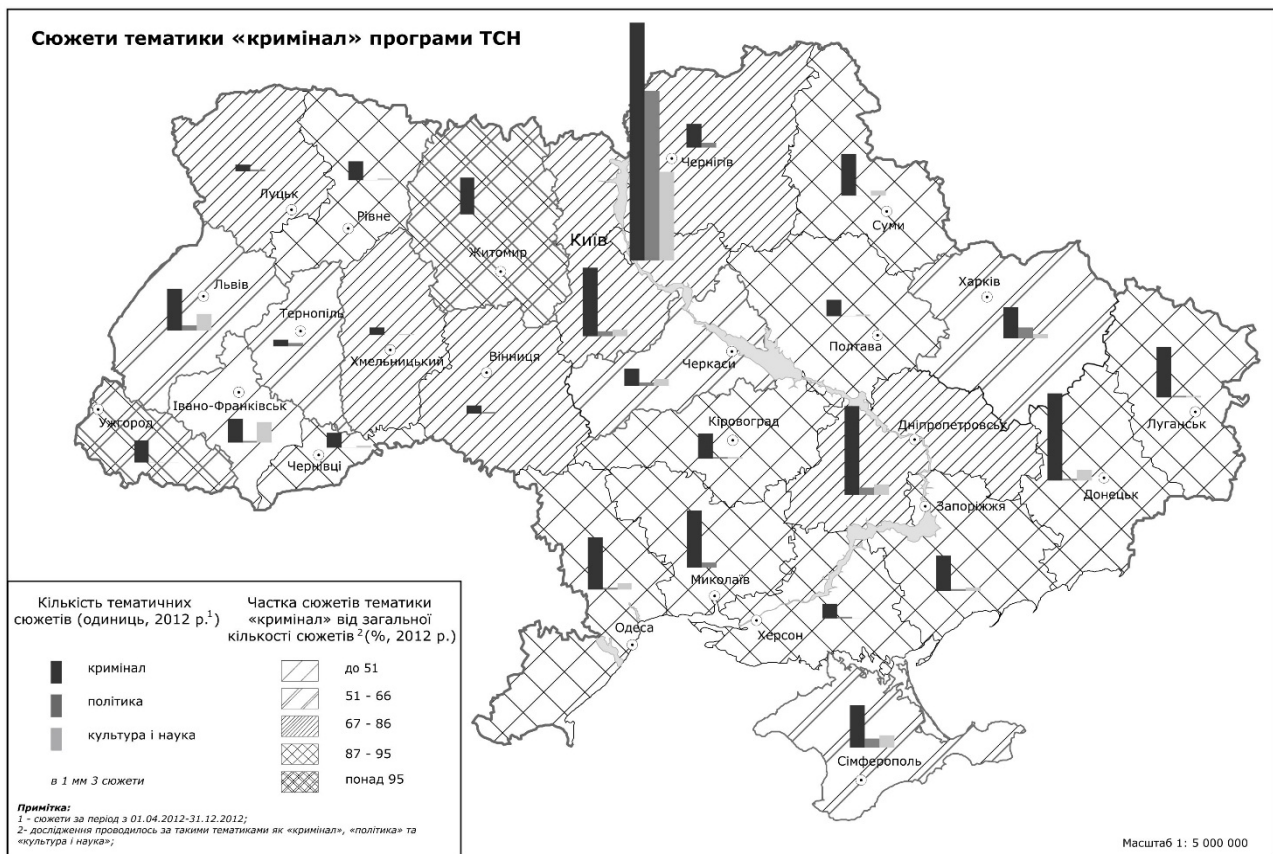 Сюжети тематики «кримінал» програми ТСН
Чернігів
Луцьк
Рівне
Суми
Київ
Житомир
Львів
Харків
Тернопіль
Хмельницький
Вінниця
Черкаси
Полтава
Івано-Франківськ
Ужгород
Кіровоград
Дніпропетровськ
Луганськ
Чернівці
Донецьк
Запоріжжя
Миколаїв
Одеса
Херсон
Сімферополь
Кількість тематичних
сюжетів (одиниць, 2012 р.¹)
кримінал
політика
культура і наука
в 1 мм 3 сюжети
Частка сюжетів тематики
«кримінал» від загальної
кількості сюжетів ² (%, 2012 р.)
до 51
51 - 66
67 - 86
87 - 95
понад 95
Примітка:
1 - сюжети за період з 01.04.2012-31.12.2012;
2- дослідження проводилось за такими тематиками як «кримінал», «політика» та
«культура і наука»;
Масштаб 1: 5 000 000